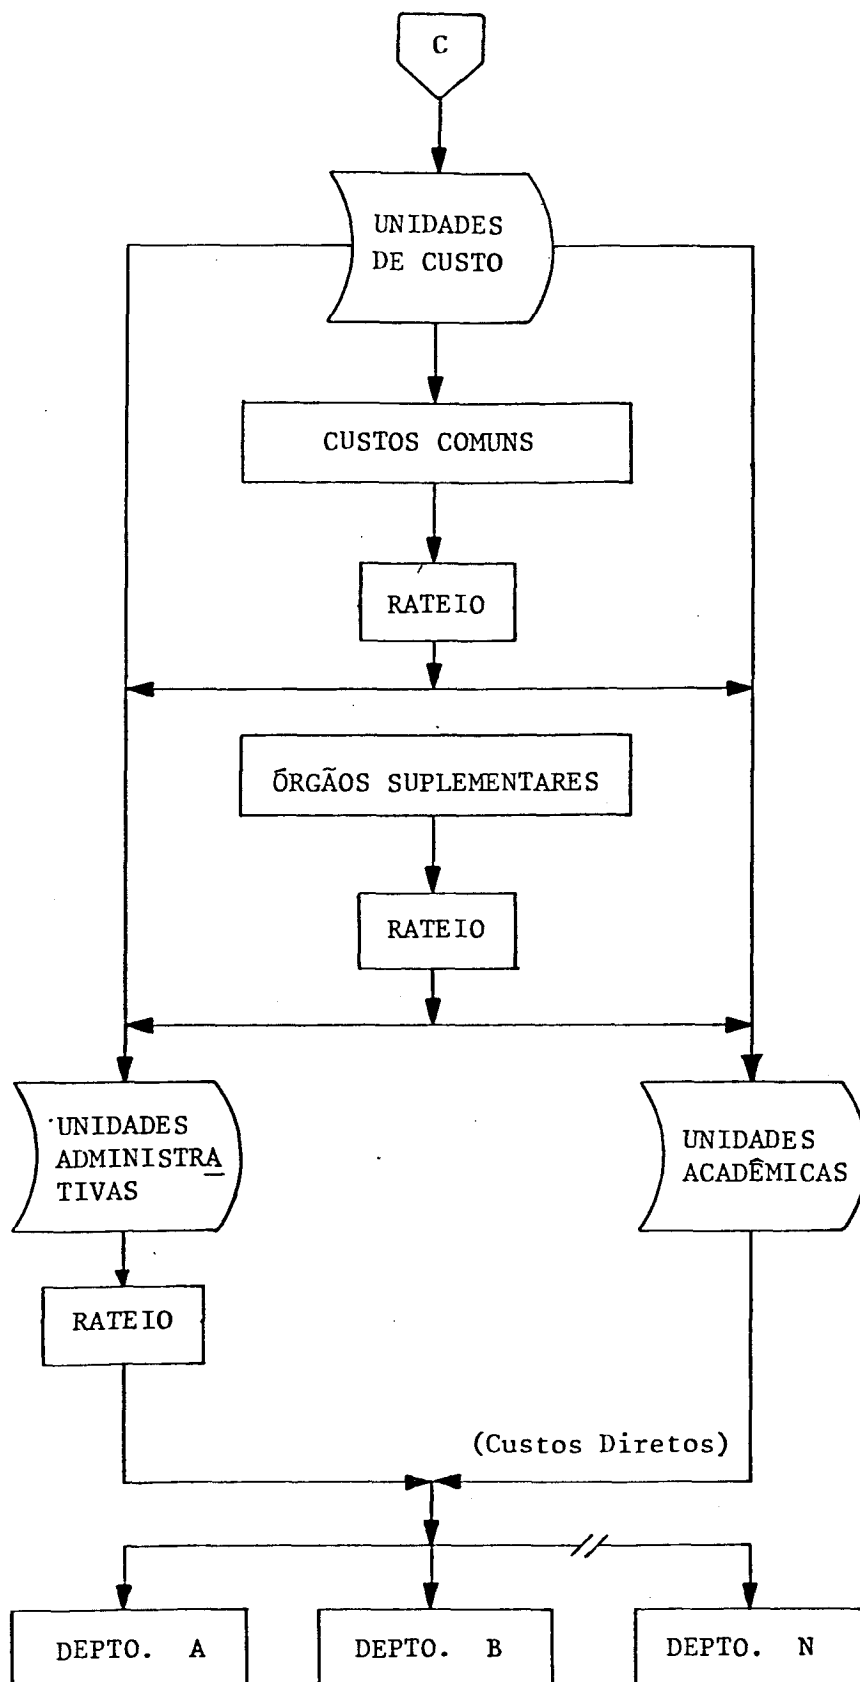 C
UNIDADES
DE CUSTO
CUSTOS COMUNS
RATEIO
ÓRGÃOS SUPLEMENTARES
RATEIO
UNIDADES
ADMINISTRA
TIVAS
UNIDADES
ACADÊMICAS
RATEIO
(Custos Diretos)
DEPTO. A
DEPTO. B
DEPTO. N